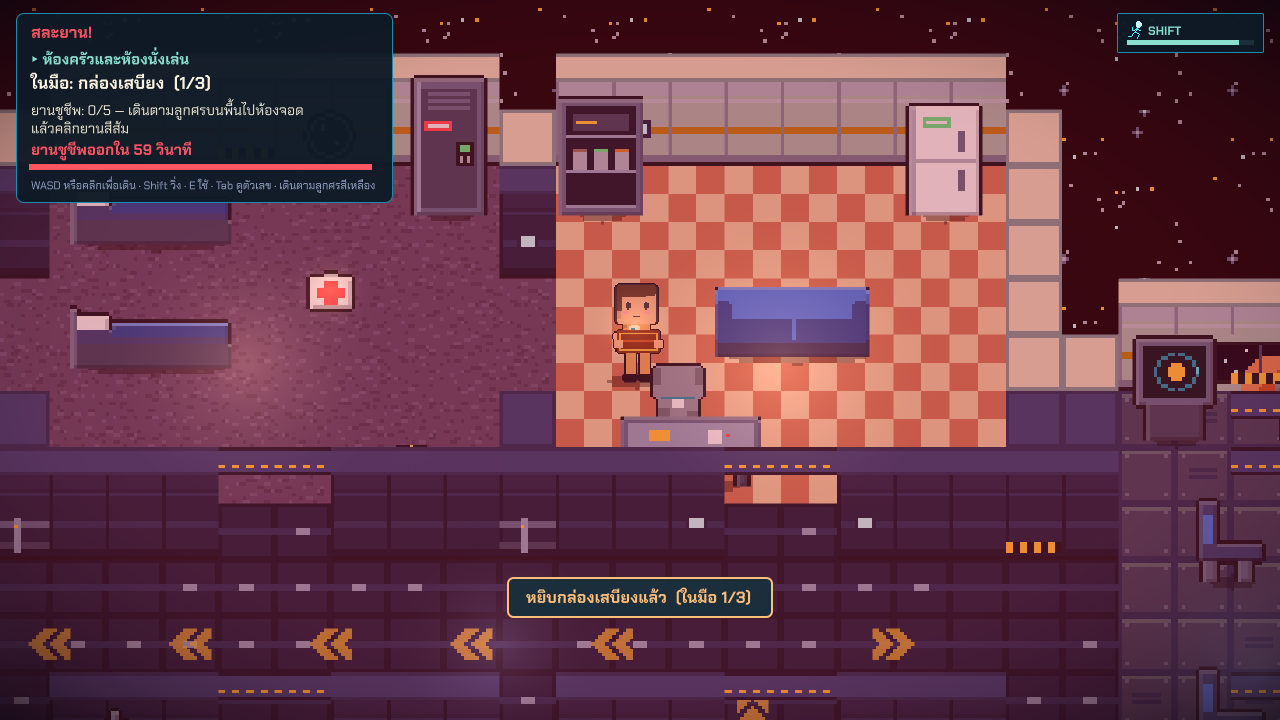 สละยาน!
‣ ห้องครัวและห้องนั่งเล่น
ในมือ: กล่องเสบียง (1/3)
ยานชูชีพ: 0/5 — เดินตามลูกศรบนพื้นไปห้องจอด
แล้วคลิกยานสีส้ม
ยานชูชีพออกใน 59 วินาที
WASD หรือคลิกเพื่อเดิน · Shift วิ่ง · E ใช้ · Tab ดูตัวเลข · เดินตามลูกศรสีเหลือง
SHIFT
หยิบกล่องเสบียงแล้ว (ในมือ 1/3)